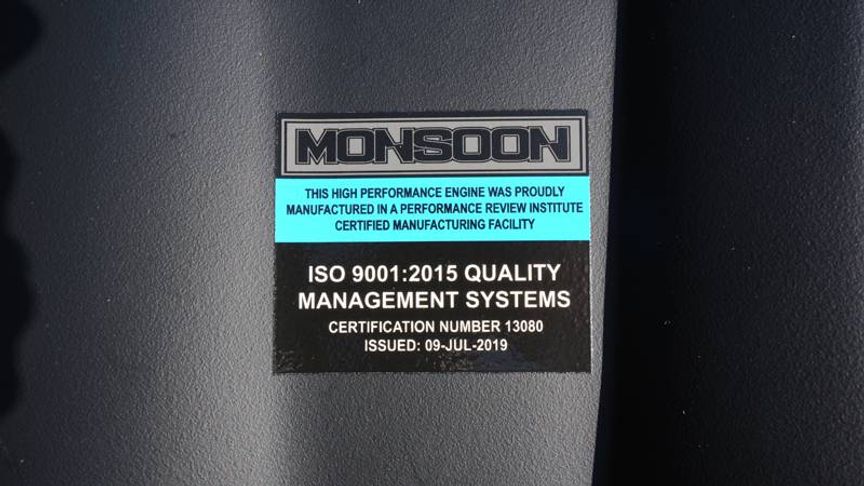 MONSOON
THIS HIGH PERFORMANCE ENGINE WAS PROUDLY
MANUFACTURED IN A PERFORMANCE REVIEW INSTITUTE
CERTIFIED MANUFACTURING FACILITY
ISO 9001:2015 QUALITY
MANAGEMENT SYSTEMS
CERTIFICATION NUMBER 13080
ISSUED: 09-JUL-2019